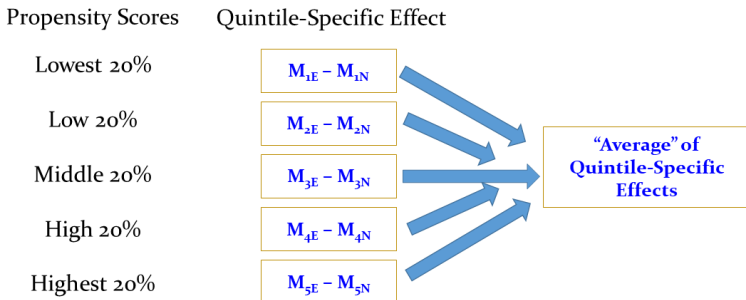 Propensity Scores Quintile-Specific Effect
Lowest 20% M₁E – M₁N
Low 20% M₂E – M₂N
Middle 20% M₃E – M₃N
High 20% M₄E – M₄N
Highest 20% M₅E – M₅N
“Average” of
Quintile-Specific
Effects